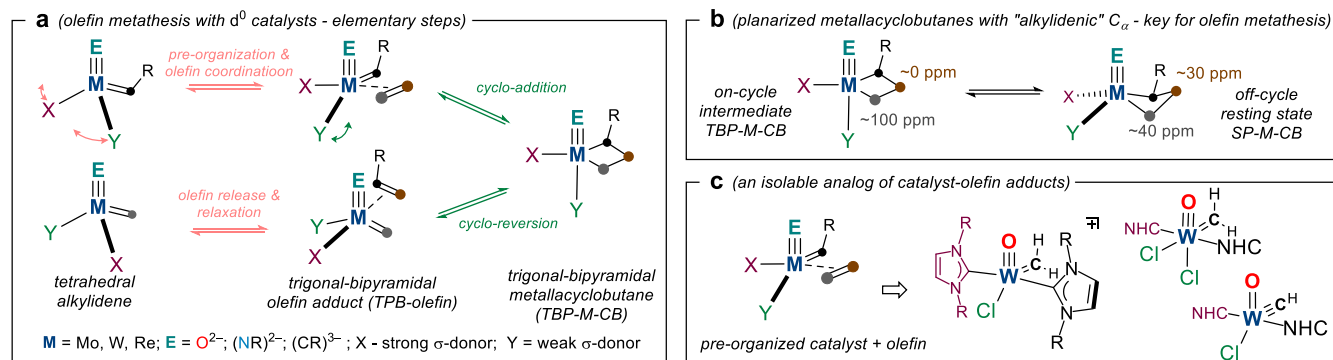 a (olefin metathesis with d⁰ catalysts - elementary steps)
E
R
M
X
Y
pre-organization &
olefin coordinatioon
E
R
X
M
Y
cyclo-addition
E
R
X
M
Y
E
M
Y
X
olefin release &
relaxation
E
R
Y
M
X
cyclo-reversion
tetrahedral
alkylidene
trigonal-bipyramidal
olefin adduct (TPB-olefin)
trigonal-bipyramidal
metallacyclobutane
(TBP-M-CB)
M = Mo, W, Re; E = O²⁻; (NR)²⁻; (CR)³⁻ ; X - strong σ-donor; Y = weak σ-donor
b (planarized metallacyclobutanes with "alkylidenic" Cα - key for olefin metathesis)
on-cycle
intermediate
TBP-M-CB
E
R
~0 ppm
X
M
~100 ppm
Y
E
R
~30 ppm
X
M
Y
~40 ppm
off-cycle
resting state
SP-M-CB
c (an isolable analog of catalyst-olefin adducts)
E
R
X
M
Y
pre-organized catalyst + olefin
R
N
N
R
O
W
C
H
H
Cl
R
N
N
R
O
C
H
H
NHC
W
NHC
Cl
Cl
O
CH
NHC
W
NHC
Cl